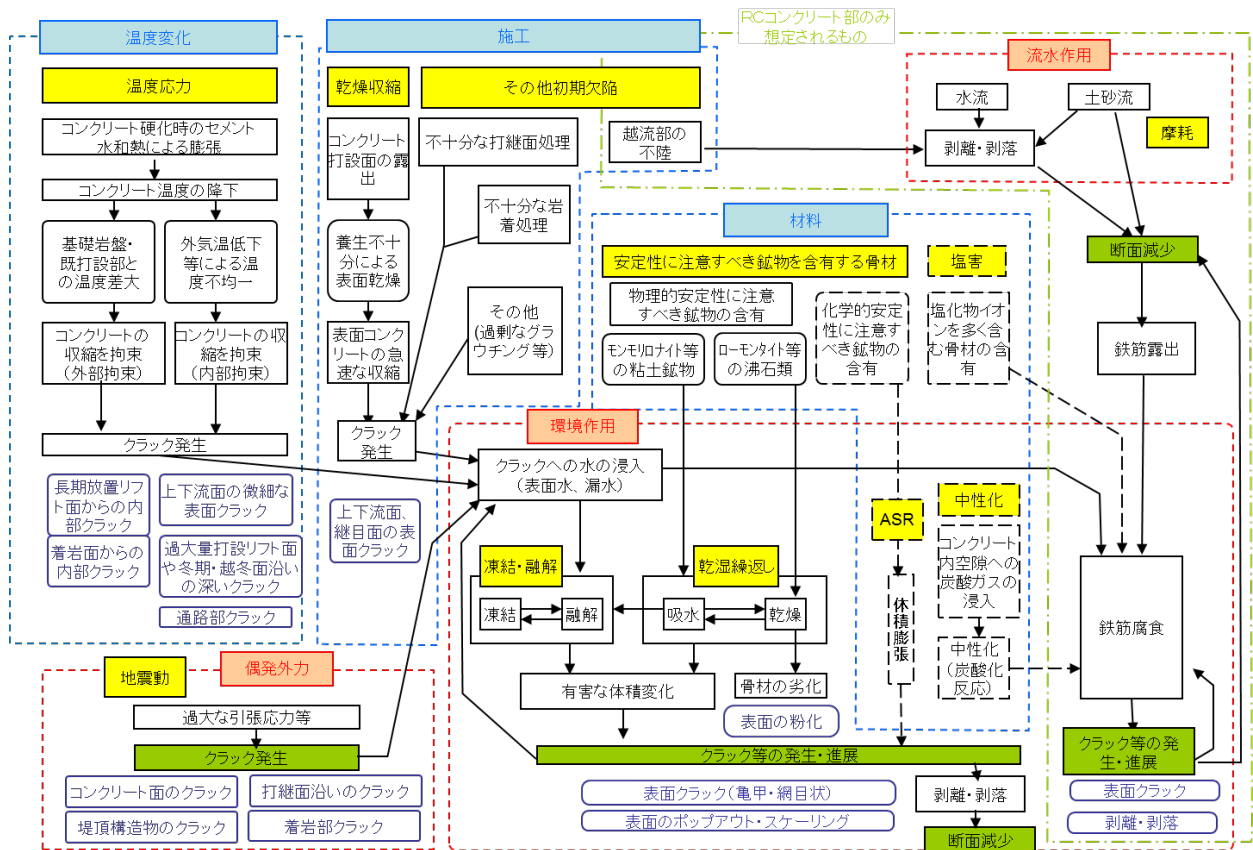 RCコンクリート部のみ
想定されるもの
温度変化
温度応力
コンクリート硬化時のセメント
水和熱による膨張
コンクリート温度の降下
基礎岩盤・
既打設部と
の温度差大
外気温低下
等による温
度不均一
コンクリートの
収縮を拘束
（外部拘束）
コンクリートの収
縮を拘束
（内部拘束）
クラック発生
長期放置リフ
ト面からの内
部クラック
上下流面の微細な
表面クラック
着岩面からの
内部クラック
過大量打設リフト面
や冬期・越冬面沿い
の深いクラック
通路部クラック
施工
乾燥収縮
その他初期欠陥
コンクリート
打設面の露
出
不十分な打継面処理
越流部の
不陸
不十分な岩
着処理
養生不十
分による
表面乾燥
その他
(過剰なグラ
ウチング等)
表面コンク
リートの急
速な収縮
クラック
発生
上下流面、
継目面の表
面クラック
流水作用
水流
土砂流
摩耗
剥離・剥落
断面減少
鉄筋露出
材料
安定性に注意すべき鉱物を含有する骨材
塩害
物理的安定性に注意
すべき鉱物の含有
化学的安定
性に注意す
べき鉱物の
含有
塩化物イオ
ンを多く含
む骨材の含
有
モンモリロナイト等
の粘土鉱物
ローモンタイト等
の沸石類
環境作用
クラックへの水の浸入
（表面水、漏水）
凍結・融解
凍結
融解
乾湿繰返し
吸水
乾燥
ASR
体積膨張
中性化
コンクリート
内空隙への
炭酸ガスの
浸入
中性化
（炭酸化
反応）
鉄筋腐食
有害な体積変化
骨材の劣化
表面の粉化
クラック等の発生・進展
表面クラック(亀甲・網目状)
表面のポップアウト・スケーリング
剥離・剥落
断面減少
クラック等の発
生・進展
表面クラック
剥離・剥落
偶発外力
地震動
過大な引張応力等
クラック発生
コンクリート面のクラック
打継面沿いのクラック
堤頂構造物のクラック
着岩部クラック